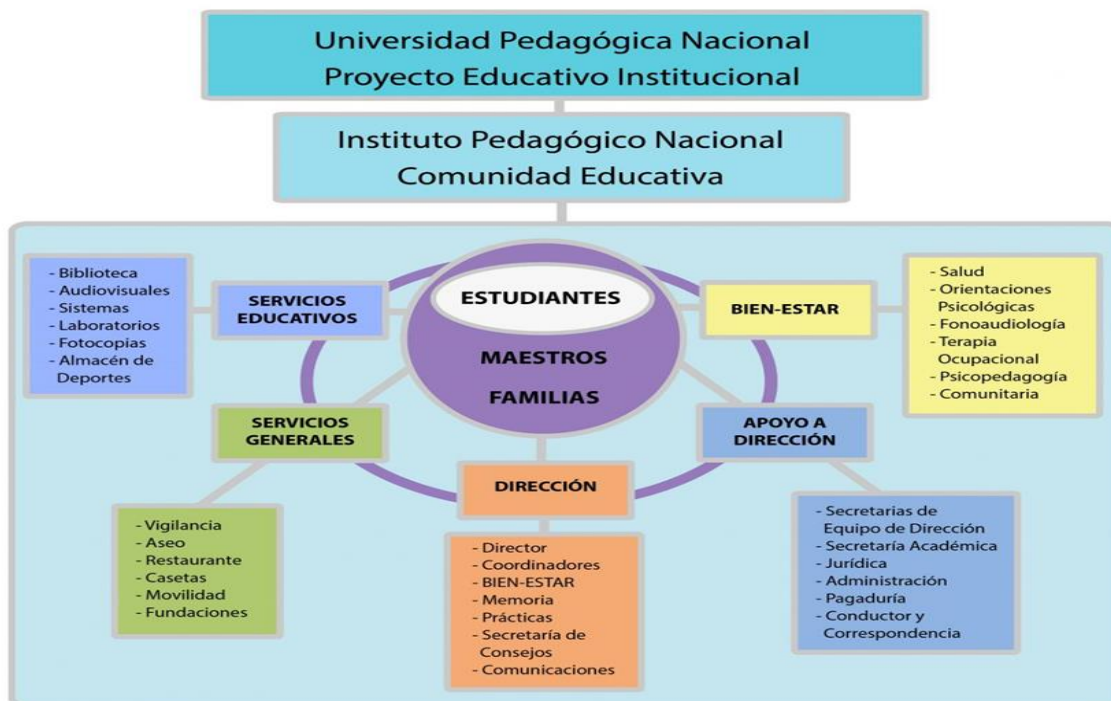 Universidad Pedagógica Nacional
Proyecto Educativo Institucional
Instituto Pedagógico Nacional
Comunidad Educativa
- Biblioteca
- Audiovisuales
- Sistemas
- Laboratorios
- Fotocopias
- Almacén de
Deportes
SERVICIOS
EDUCATIVOS
ESTUDIANTES
MAESTROS
FAMILIAS
BIEN-ESTAR
- Salud
- Orientaciones
Psicológicas
- Fonoaudiología
- Terapia
Ocupacional
- Psicopedagogía
- Comunitaria
SERVICIOS
GENERALES
DIRECCIÓN
APOYO A
DIRECCIÓN
- Vigilancia
- Aseo
- Restaurante
- Casetas
- Movilidad
- Fundaciones
- Director
- Coordinadores
- BIEN-ESTAR
- Memoria
- Prácticas
- Secretaría de
Consejos
- Comunicaciones
- Secretarias de
Equipo de Dirección
- Secretaría Académica
- Jurídica
- Administración
- Pagaduría
- Conductor y
Correspondencia